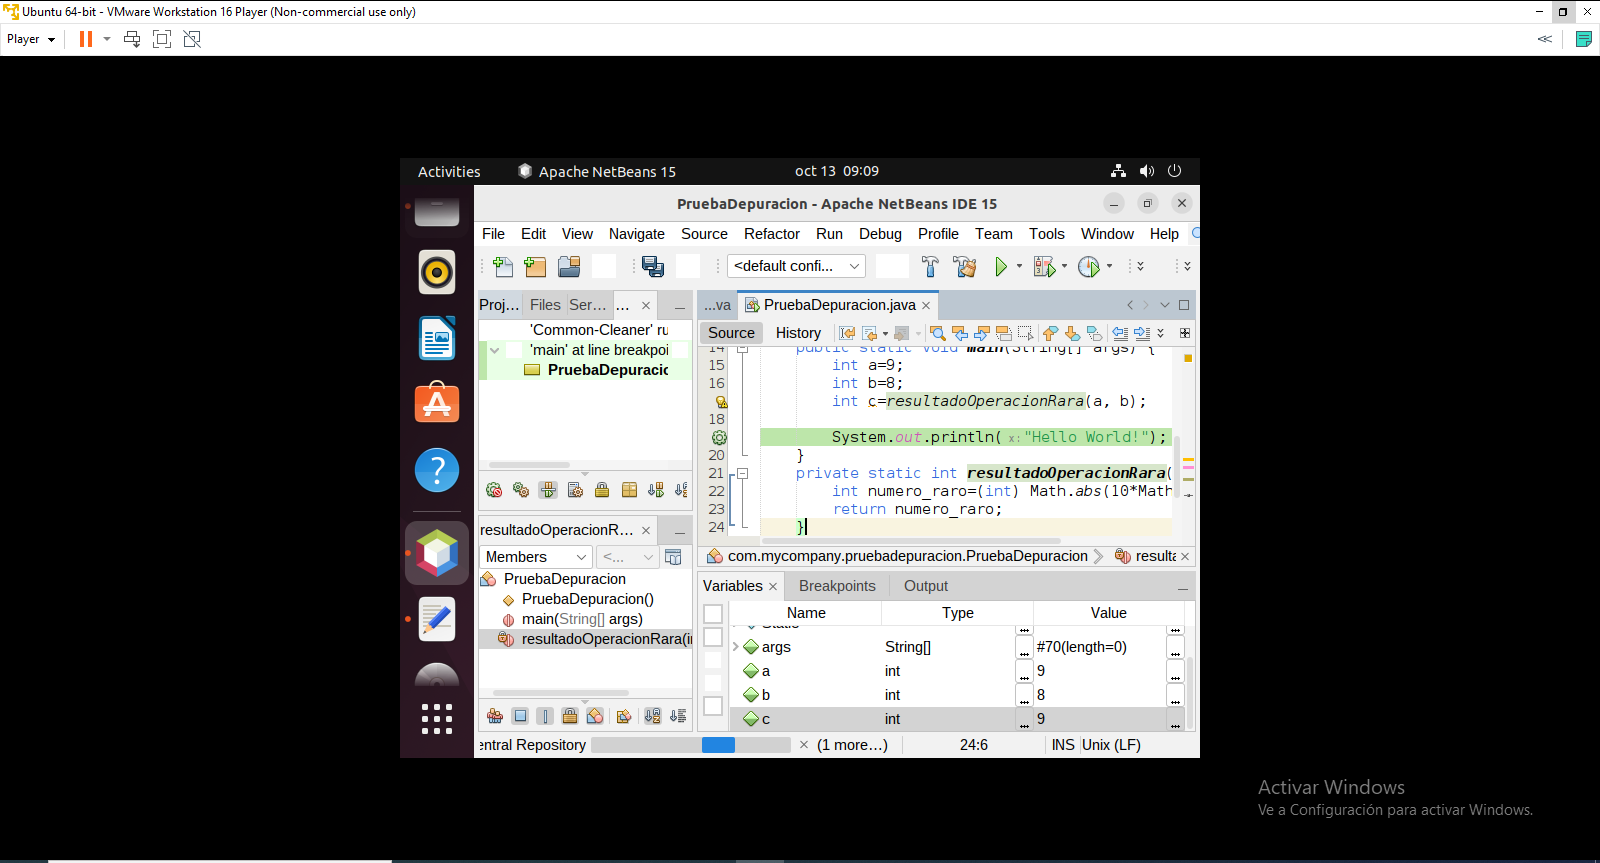 Ubuntu 64-bit - VMware Workstation 16 Player (Non-commercial use only)
Player
Activities
Apache NetBeans 15
oct 13 09:09
PruebaDepuracion - Apache NetBeans IDE 15
File Edit View Navigate Source Refactor Run Debug Profile Team Tools Window Help
<default confi...
Proj... Files Ser... ...
'Common-Cleaner' ru
'main' at line breakpoi
PruebaDepuracio
resultadoOperacionR...
Members
<...
PruebaDepuracion
PruebaDepuracion()
main(String[] args)
resultadoOperacionRara(i
...va PruebaDepuracion.java
Source History
14 public static void main(String[] args) {
15 int a=9;
16 int b=8;
int c=resultadoOperacionRara(a, b);
18
System.out.println( x: "Hello World!");
20 }
21 private static int resultadoOperacionRara(
22 int numero_raro=(int) Math.abs(10*Math
23 return numero_raro;
24 }
com.mycompany.pruebadepuracion.PruebaDepuracion
resulta
Variables Breakpoints Output
Name Type Value
Static
args String[] ... #70(length=0) ...
a int ... 9 ...
b int ... 8 ...
c int ... 9 ...
entral Repository
(1 more...)
24:6
INS Unix (LF)
Activar Windows
Ve a Configuración para activar Windows.